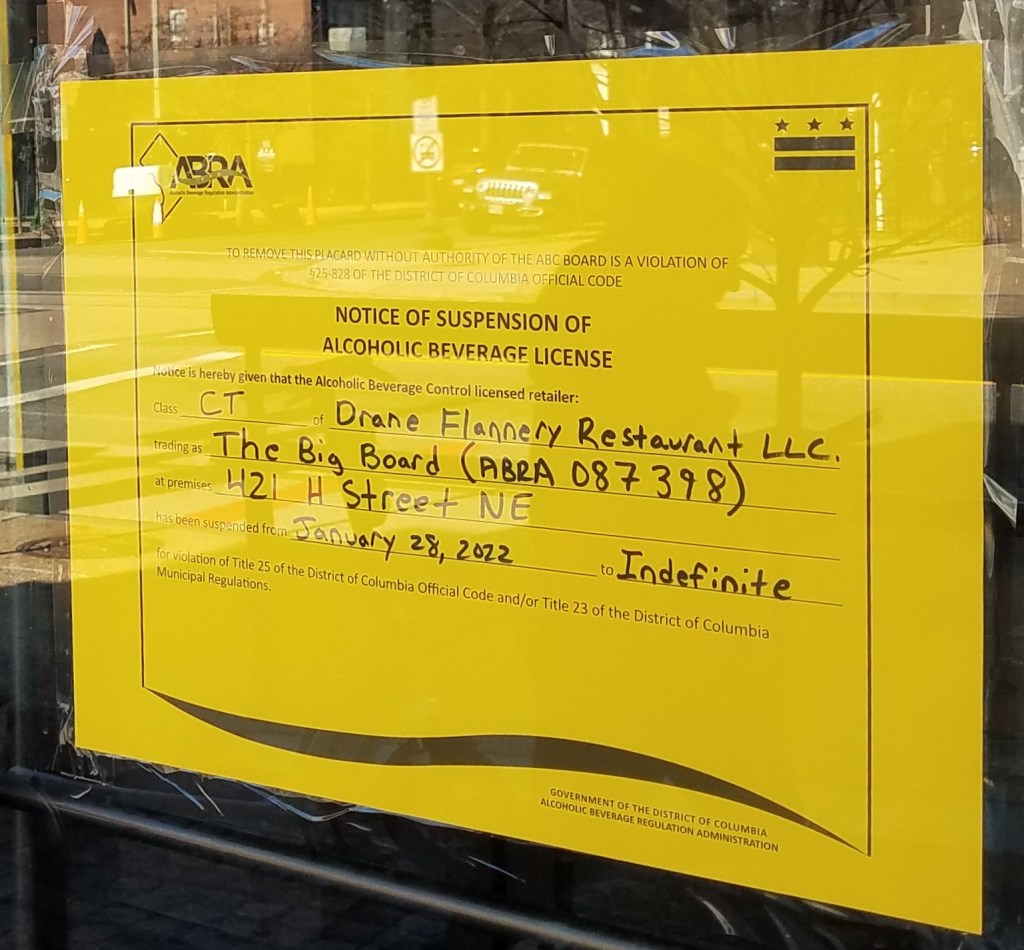 ABRA
Alcoholic Beverage Regulation Administration
TO REMOVE THIS PLACARD WITHOUT AUTHORITY OF THE ABC BOARD IS A VIOLATION OF
§25-828 OF THE DISTRICT OF COLUMBIA OFFICIAL CODE
NOTICE OF SUSPENSION OF
ALCOHOLIC BEVERAGE LICENSE
Notice is hereby given that the Alcoholic Beverage Control licensed retailer:
Class CT of Drane Flannery Restaurant LLC.
trading as The Big Board (ABRA 087398)
at premises 421 H Street NE
has been suspended from January 28, 2022 to Indefinite
for violation of Title 25 of the District of Columbia Official Code and/or Title 23 of the District of Columbia
Municipal Regulations.
GOVERNMENT OF THE DISTRICT OF COLUMBIA
ALCOHOLIC BEVERAGE REGULATION ADMINISTRATION